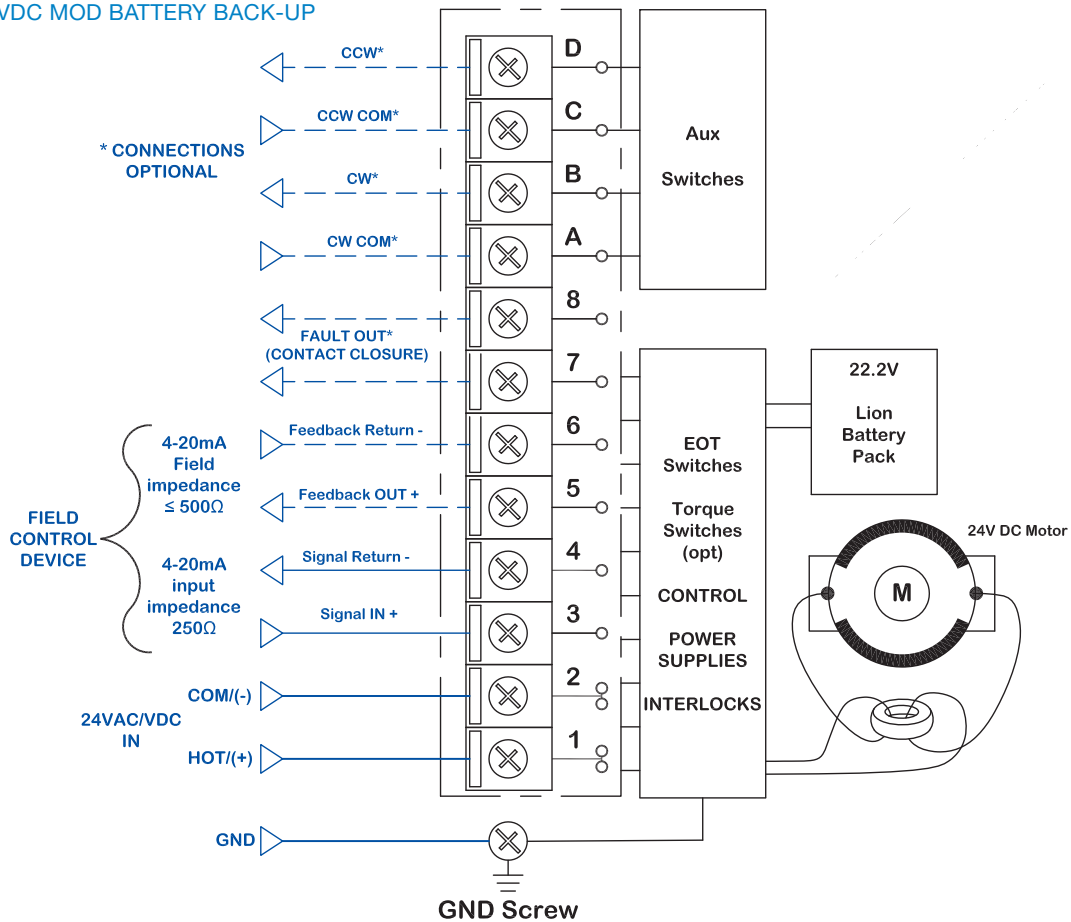 VDC MOD BATTERY BACK-UP
CCW*
D
CCW COM*
C
* CONNECTIONS
OPTIONAL
CW*
B
CW COM*
A
Aux
Switches
8
FAULT OUT*
(CONTACT CLOSURE)
7
Feedback Return -
6
4-20mA
Field
impedance
≤ 500Ω
Feedback OUT +
5
FIELD
CONTROL
DEVICE
Signal Return -
4
4-20mA
input
impedance
250Ω
Signal IN +
3
COM/(-)
2
24VAC/VDC
IN
HOT/(+)
1
EOT
Switches
Torque
Switches
(opt)
CONTROL
POWER
SUPPLIES
INTERLOCKS
22.2V
Lion
Battery
Pack
24V DC Motor
M
GND
GND Screw